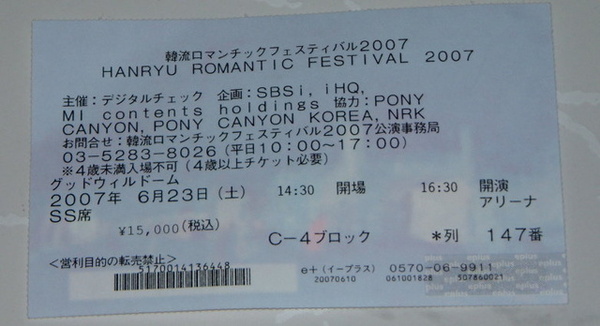 韓流ロマンチックフェスティバル2007
HANRYU ROMANTIC FESTIVAL 2007
主催：デジタルチェック 企画：SBSi, iHQ,
MI contents holdings 協力：PONY
CANYON, PONY CANYON KOREA, NRK
お問合せ：韓流ロマンチックフェスティバル2007公演事務局
03-5283-8026（平日10:00〜17:00）
※4歳未満入場不可（4歳以上チケット必要）
グッドウィルドーム
2007年 6月23日（土） 14:30 開場 16:30 開演
SS席 アリーナ
¥15,000(税込)
C-4ブロック *列 147番
＜営利目的の転売禁止＞
5170014136448
e+（イープラス） 0570-06-9911
20070610 061001828 507860021
eplus